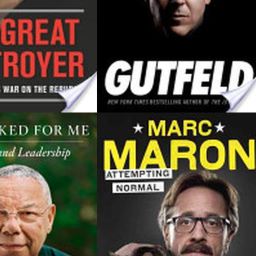 GREAT
TROYER
WAR ON THE
GUTFELD
NEW YORK TIMES BESTSELLING AUTHOR OF THE
KED FOR ME
and Leadership
MARC
MARON
ATTEMPTING
NORMAL